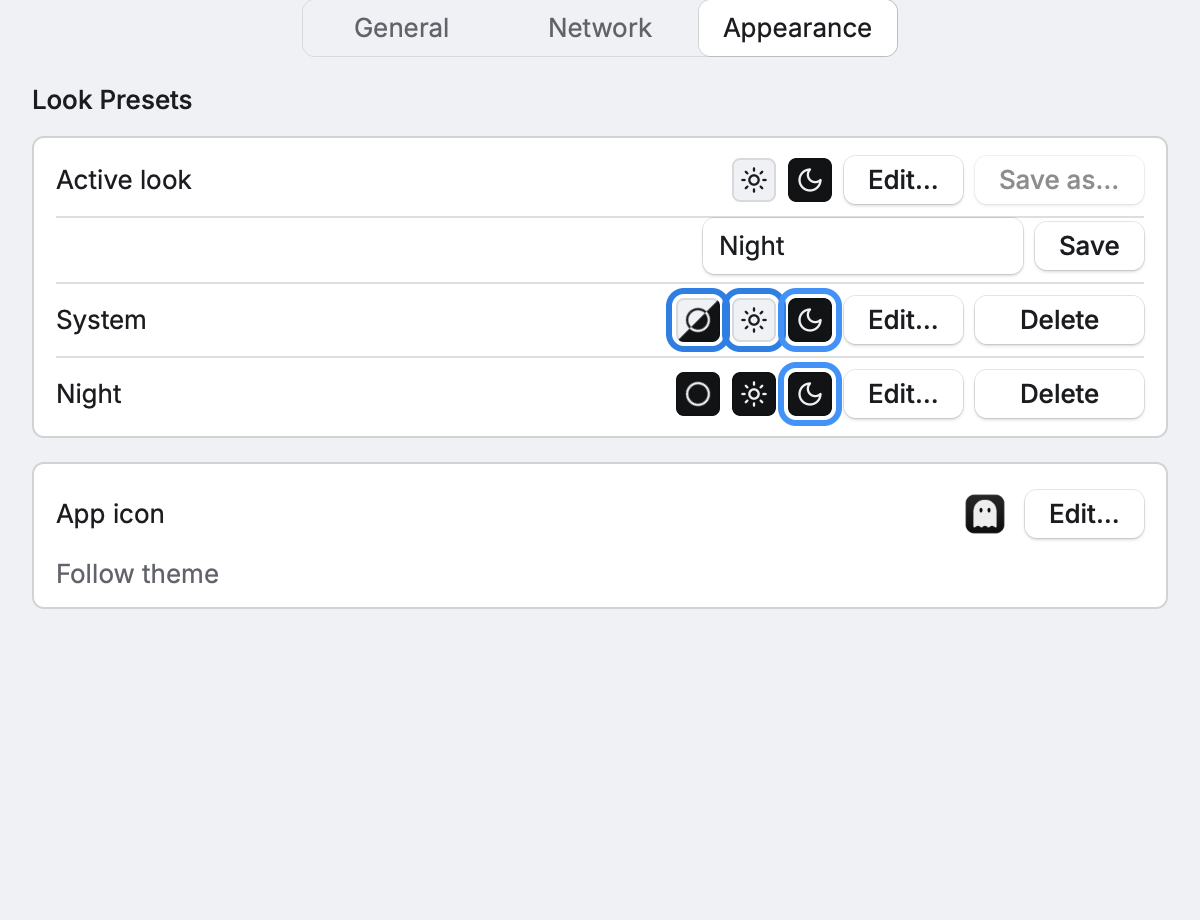 General Network Appearance
Look Presets
Active look Edit... Save as...
Night Save
System Edit... Delete
Night Edit... Delete
App icon Edit...
Follow theme